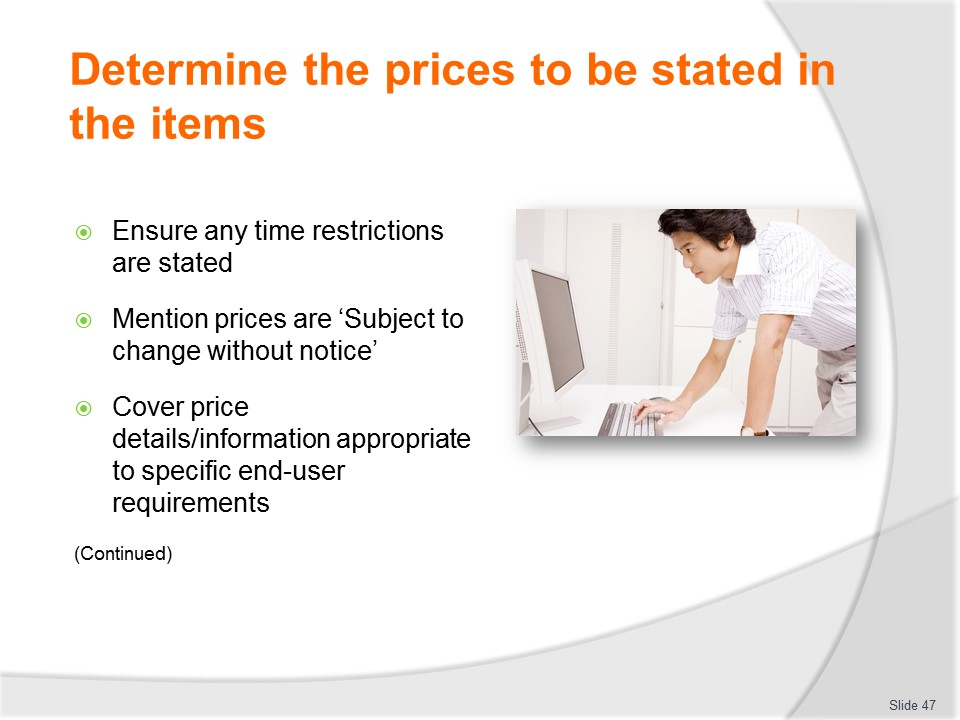 Determine the prices to be stated in
the items
Ensure any time restrictions
are stated
Mention prices are ‘Subject to
change without notice’
Cover price
details/information appropriate
to specific end-user
requirements
(Continued)
Slide 47